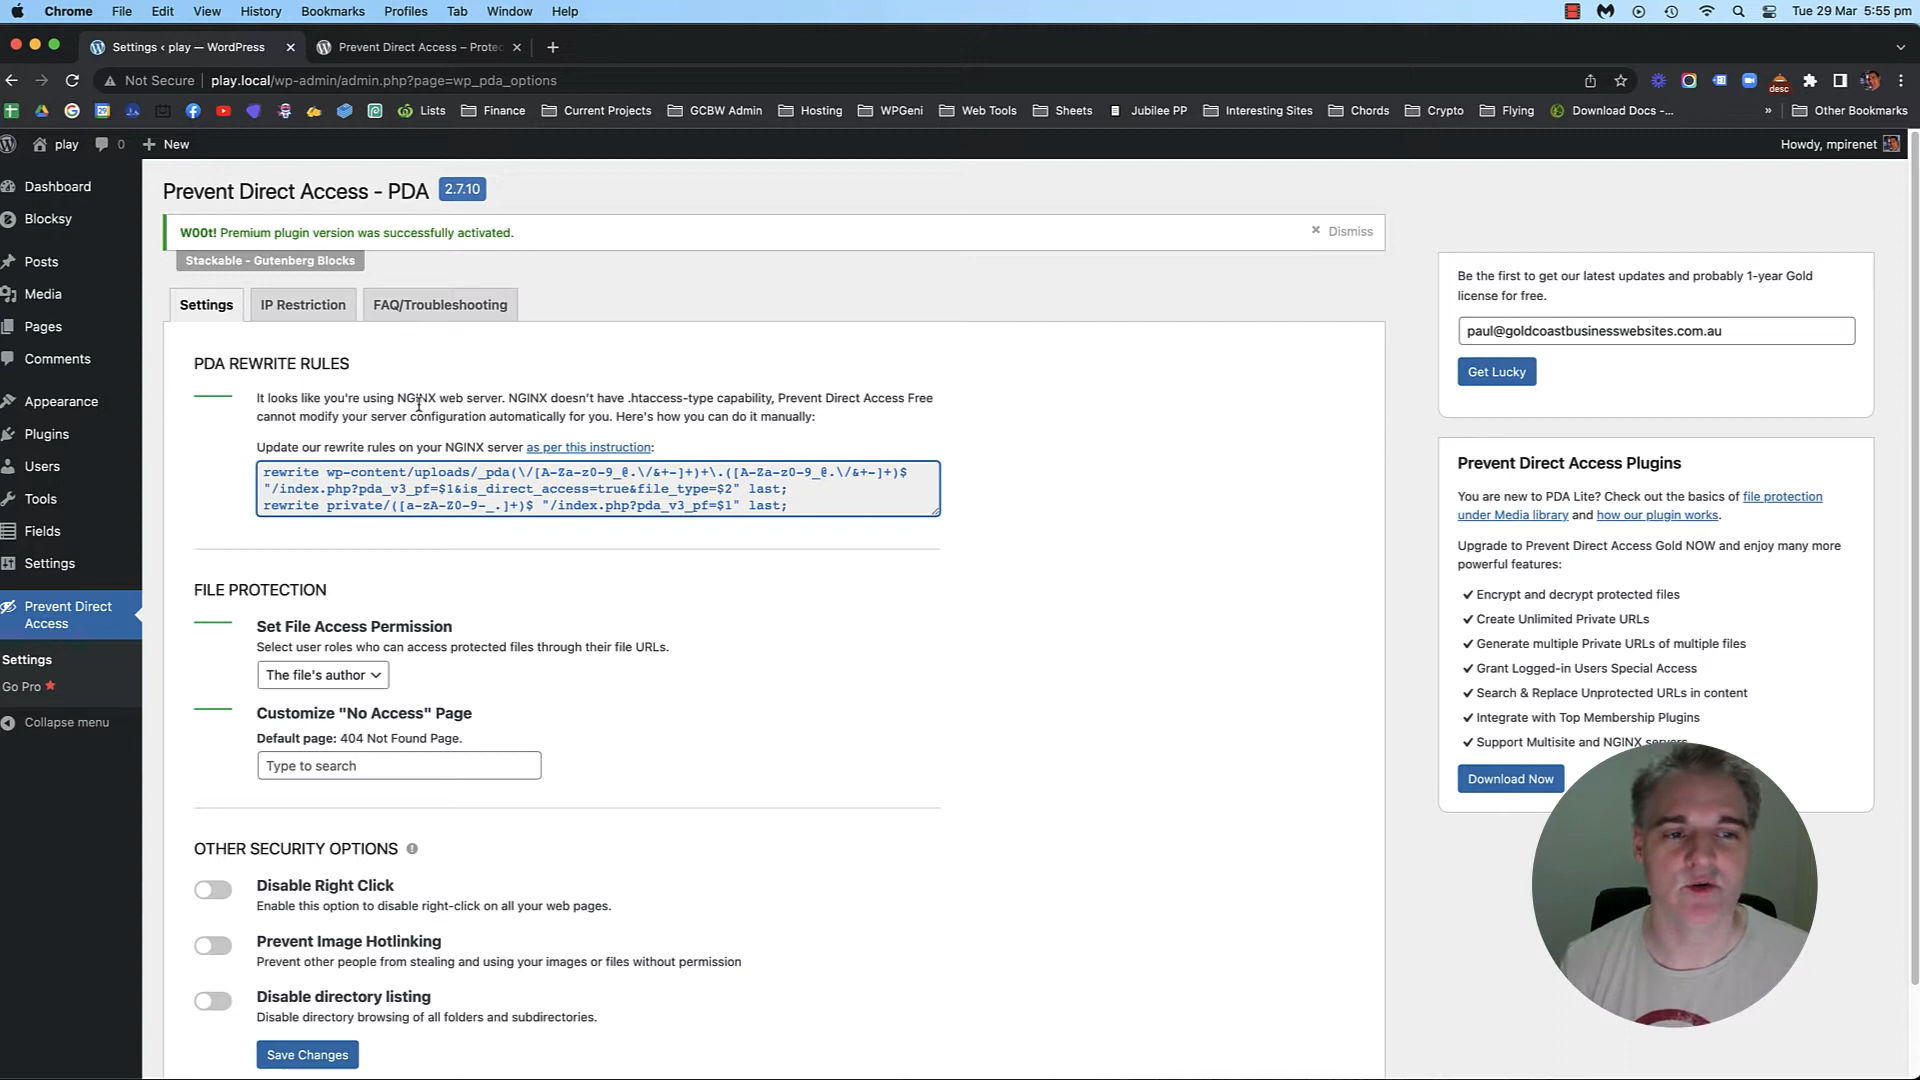 Chrome File Edit View History Bookmarks Profiles Tab Window Help
Tue 29 Mar 5:55 pm
Settings ‹ play — WordPress
Prevent Direct Access – Protec
Not Secure
play.local/wp-admin/admin.php?page=wp_pda_options
desc
Lists Finance Current Projects GCBW Admin Hosting WPGeni Web Tools Sheets Jubilee PP Interesting Sites Chords Crypto Flying Download Docs -... » Other Bookmarks
play 0 New
Howdy, mpirenet
Dashboard
Blocksy
Posts
Media
Pages
Comments
Appearance
Plugins
Users
Tools
Fields
Settings
Prevent Direct
Access
Settings
Go Pro
Collapse menu
Prevent Direct Access - PDA 2.7.10
W00t! Premium plugin version was successfully activated.
Dismiss
Stackable - Gutenberg Blocks
Settings IP Restriction FAQ/Troubleshooting
PDA REWRITE RULES
It looks like you're using NGINX web server. NGINX doesn't have .htaccess-type capability, Prevent Direct Access Free
cannot modify your server configuration automatically for you. Here's how you can do it manually:
Update our rewrite rules on your NGINX server as per this instruction:
rewrite wp-content/uploads/_pda(\/[A-Za-z0-9_@.\/&+-]+)+\.([A-Za-z0-9_@.\/&+-]+)$
"/index.php?pda_v3_pf=$1&is_direct_access=true&file_type=$2" last;
rewrite private/([a-zA-Z0-9-_.]+)$ "/index.php?pda_v3_pf=$1" last;
FILE PROTECTION
Set File Access Permission
Select user roles who can access protected files through their file URLs.
The file's author
Customize "No Access" Page
Default page: 404 Not Found Page.
Type to search
OTHER SECURITY OPTIONS
Disable Right Click
Enable this option to disable right-click on all your web pages.
Prevent Image Hotlinking
Prevent other people from stealing and using your images or files without permission
Disable directory listing
Disable directory browsing of all folders and subdirectories.
Save Changes
Be the first to get our latest updates and probably 1-year Gold
license for free.
paul@goldcoastbusinesswebsites.com.au
Get Lucky
Prevent Direct Access Plugins
You are new to PDA Lite? Check out the basics of file protection
under Media library and how our plugin works.
Upgrade to Prevent Direct Access Gold NOW and enjoy many more
powerful features:
Encrypt and decrypt protected files
Create Unlimited Private URLs
Generate multiple Private URLs of multiple files
Grant Logged-in Users Special Access
Search & Replace Unprotected URLs in content
Integrate with Top Membership Plugins
Support Multisite and NGINX servers
Download Now